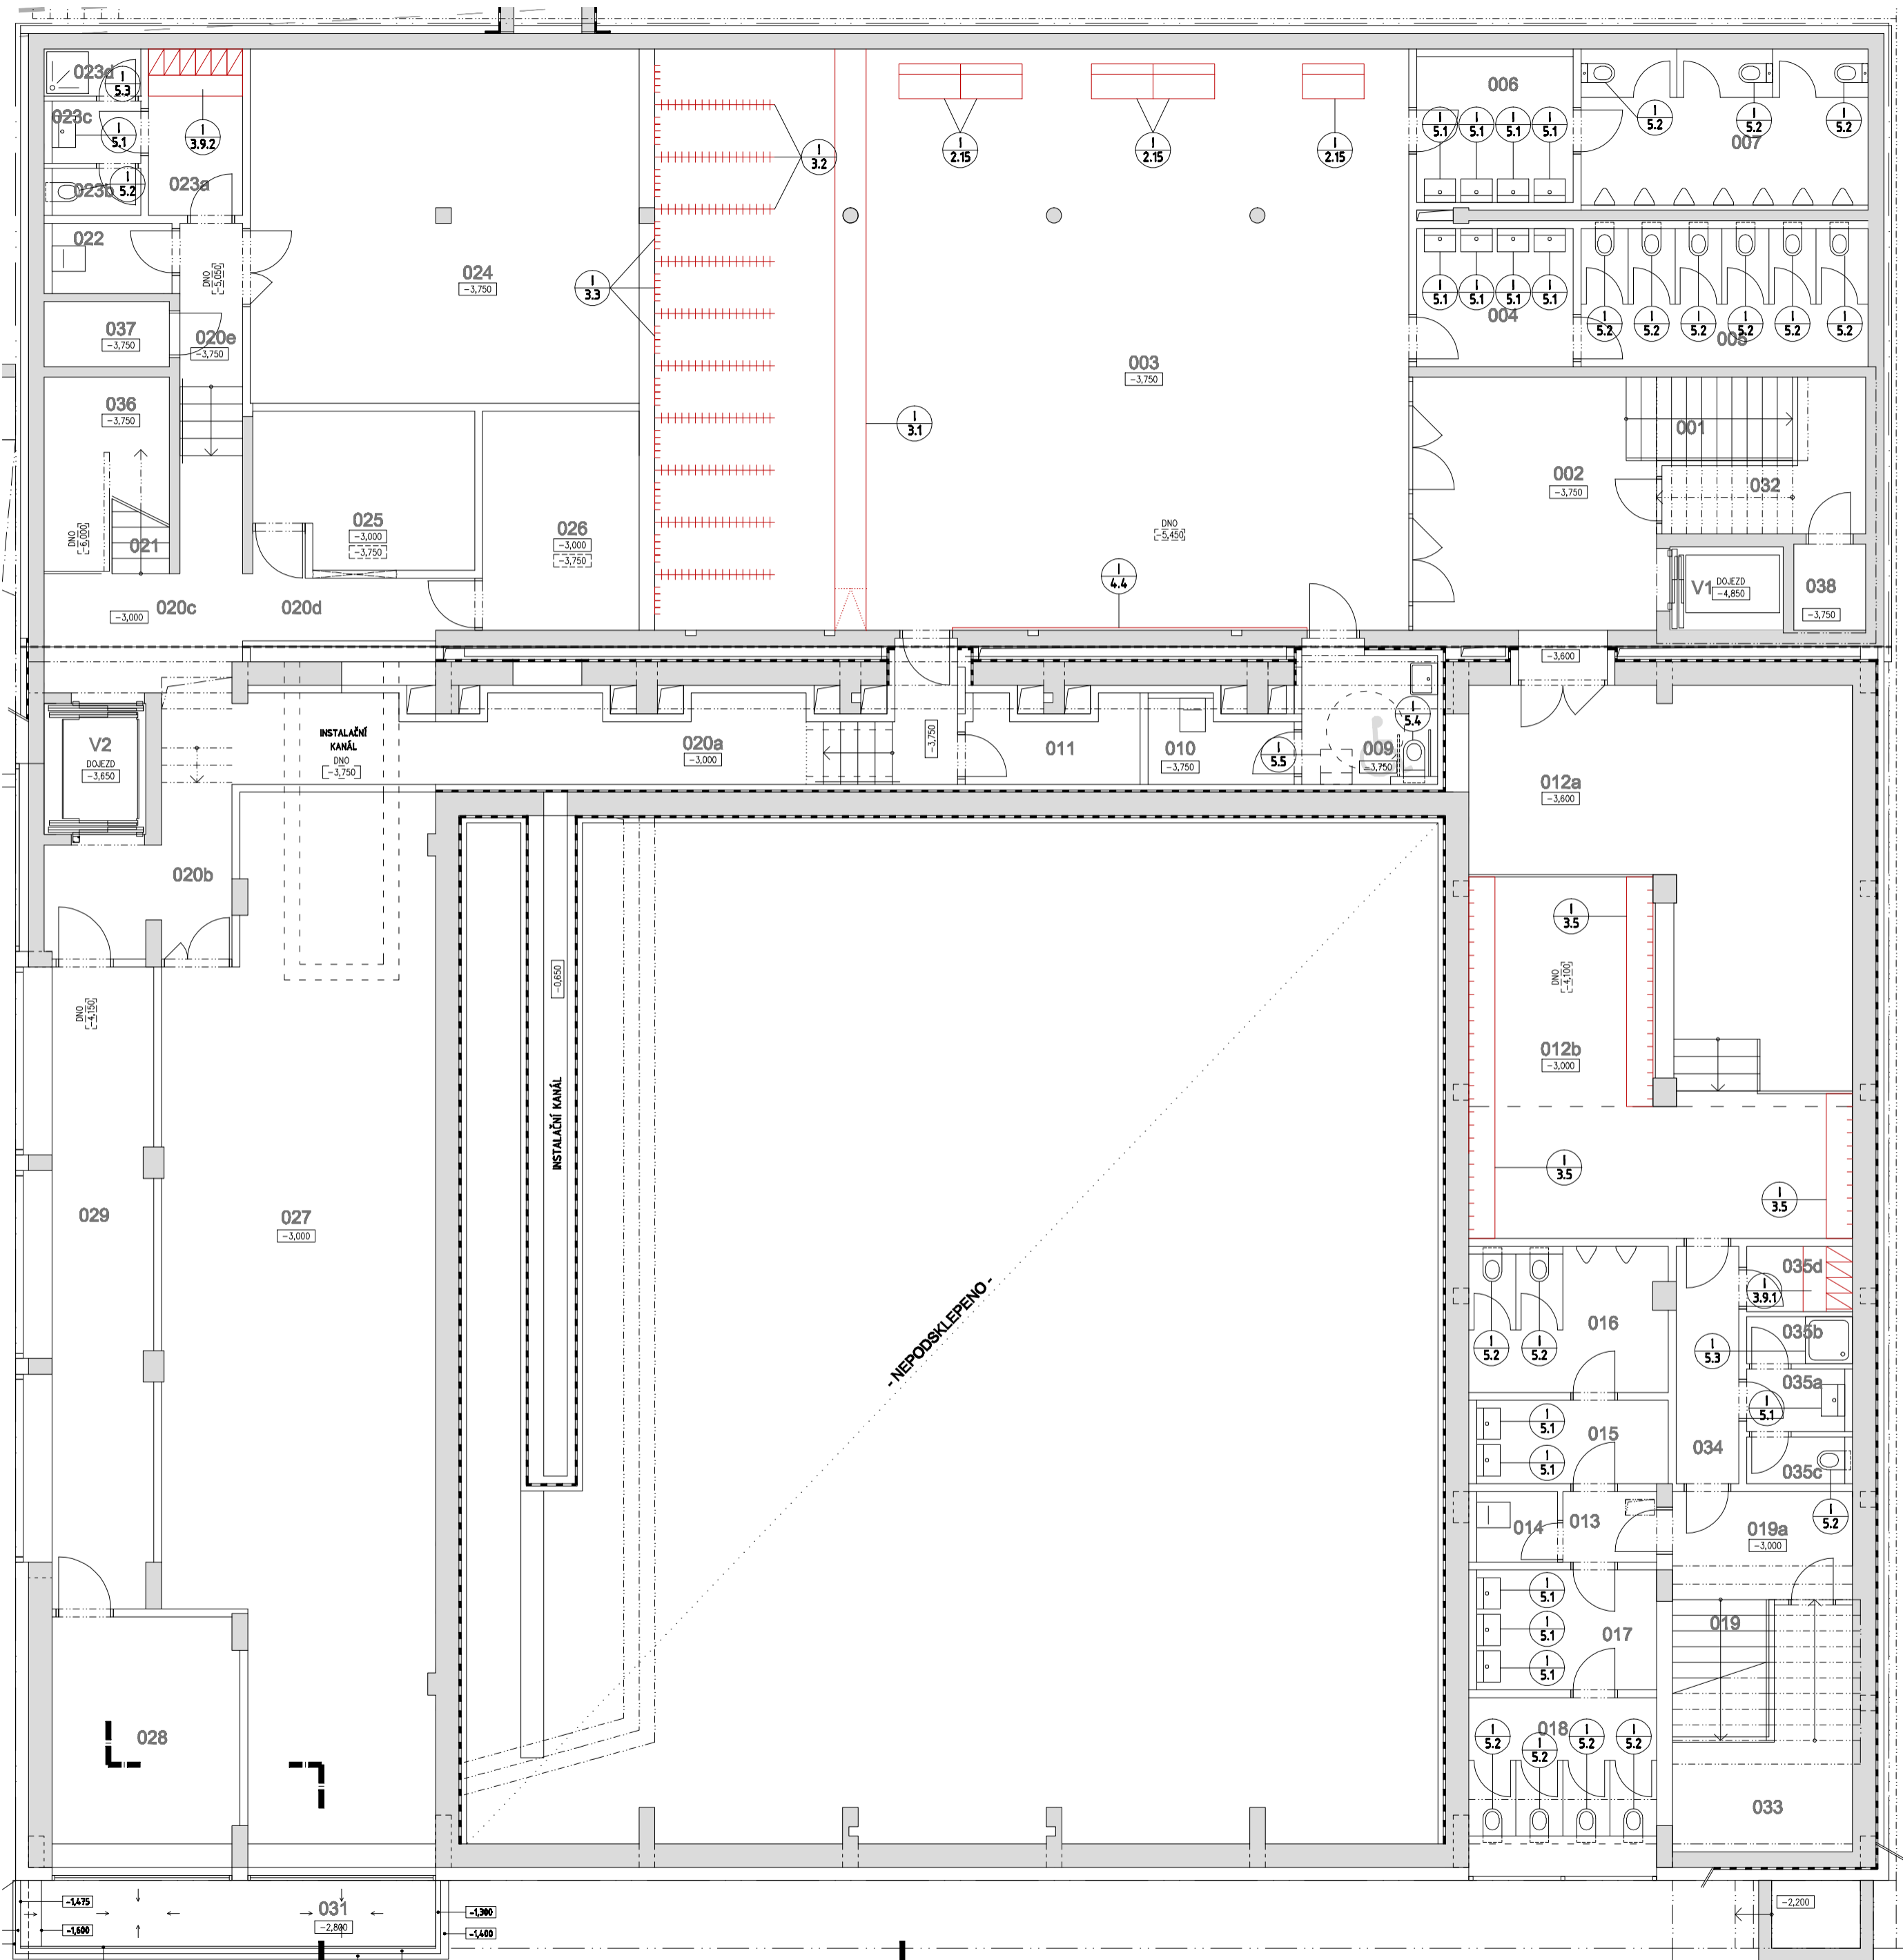 023d
I
5.3
023c
I
5.1
I
3.9.2
023b
I
5.2
023a
022
DNO
-5,050
037
-3,750
020e
-3,750
036
-3,750
DNO
-6,000
021
024
-3,750
I
3.3
I
3.2
025
-3,000
-3,750
026
-3,000
-3,750
020c
-3,000
020d
I
2.15
I
2.15
I
2.15
003
-3,750
I
3.1
DNO
-5,450
I
4.4
006
I
5.1
I
5.1
I
5.1
I
5.1
I
5.2
I
5.2
I
5.2
007
I
5.1
I
5.1
I
5.1
I
5.1
004
I
5.2
I
5.2
I
5.2
I
5.2
I
5.2
I
5.2
005
001
002
-3,750
032
V1
DOJEZD
-4,850
038
-3,750
-3,600
V2
DOJEZD
-3,650
INSTALAČNÍ
KANÁL
DNO
-3,750
020a
-3,000
-3,750
011
010
-3,750
I
5.5
009
-3,750
I
5.4
012a
-3,600
020b
I
3.5
DNO
-4,100
-0,650
DNO
-4,150
012b
-3,000
INSTALAČNÍ KANÁL
I
3.5
I
3.5
029
027
-3,000
- NEPODSKLEPENO -
035d
I
3.9.1
016
I
5.2
I
5.2
035b
I
5.3
035a
I
5.1
I
5.1
015
I
5.1
034
035c
014
013
I
5.2
019a
-3,000
I
5.1
I
5.1
I
5.1
017
019
028
I
5.2
018
I
5.2
I
5.2
I
5.2
033
-1,475
-1,600
031
-2,800
-1,300
-1,400
-2,200